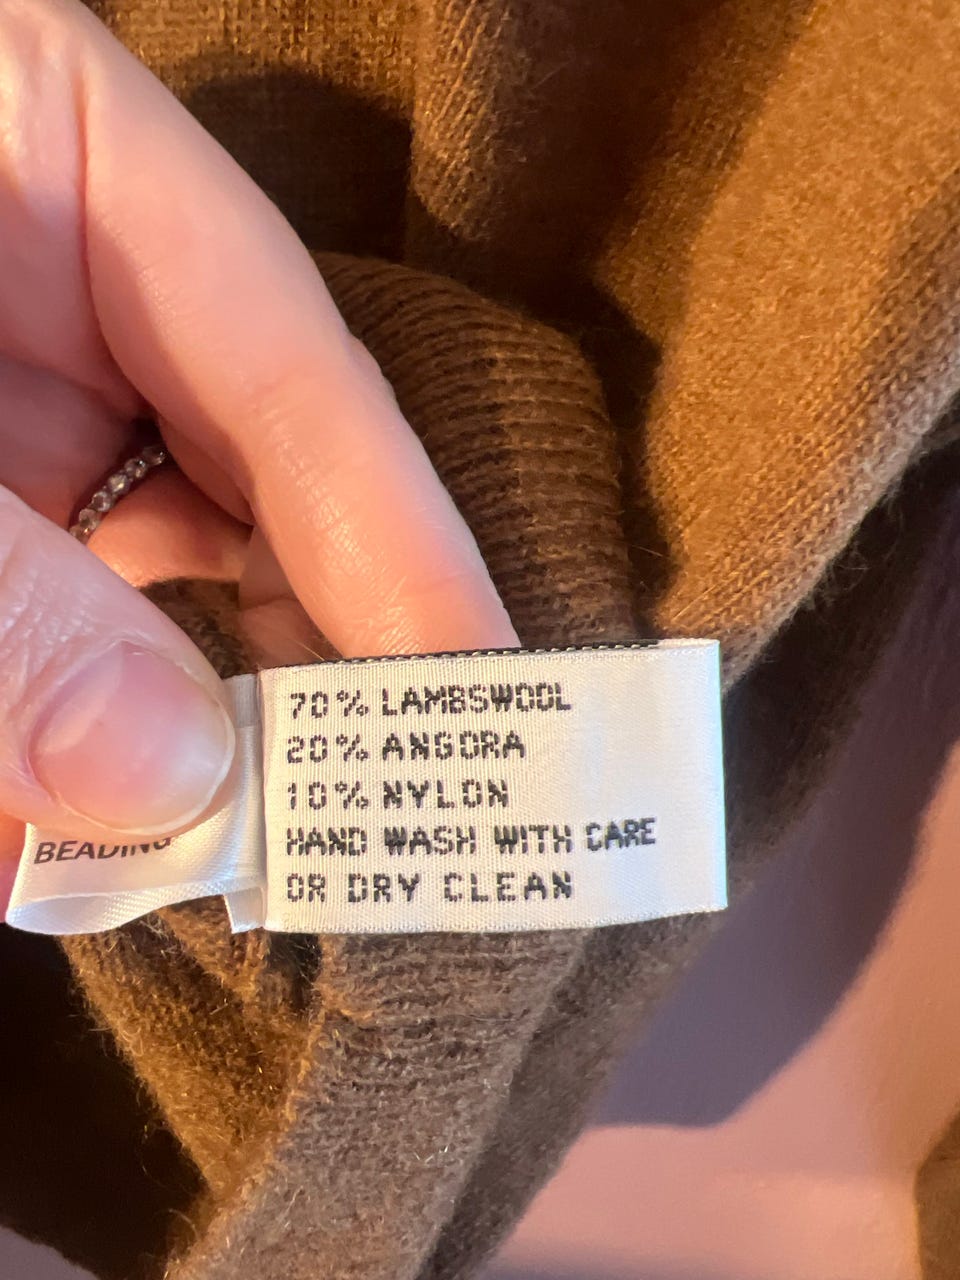 BEADING
70% LAMBSWOOL
20% ANGORA
10% NYLON
HAND WASH WITH CARE
OR DRY CLEAN